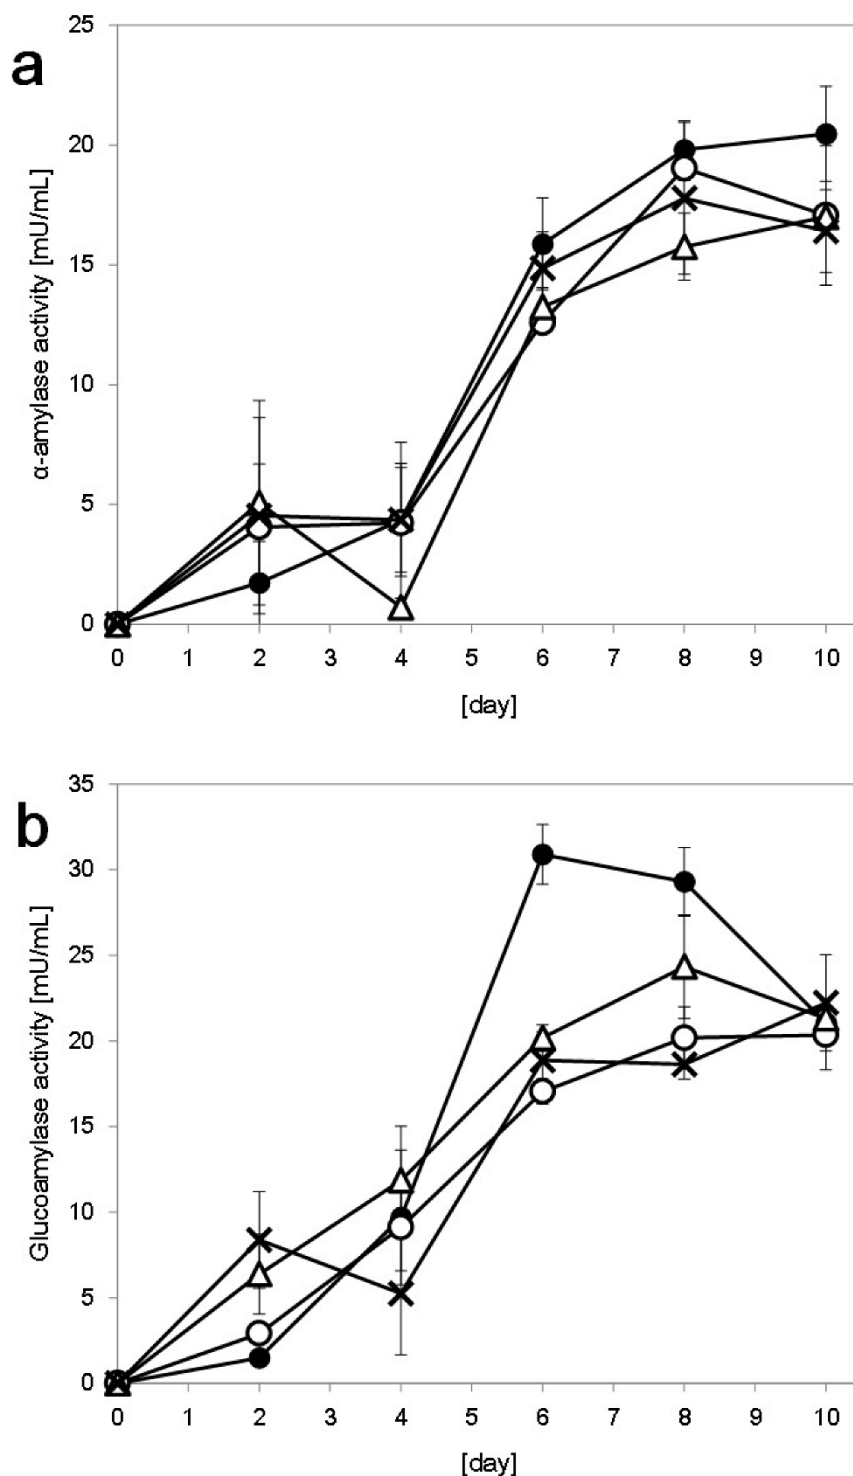 a
α-amylase activity [mU/mL]
25
20
15
10
5
0
0 1 2 3 4 5 6 7 8 9 10
[day]
b
Glucoamylase activity [mU/mL]
35
30
25
20
15
10
5
0
0 1 2 3 4 5 6 7 8 9 10
[day]